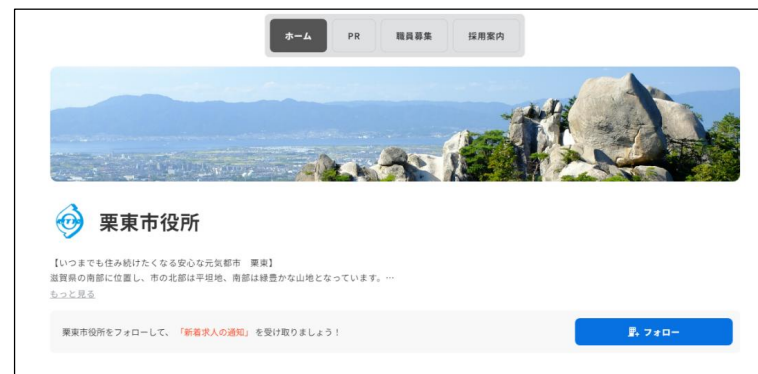 ホーム
PR
職員募集
採用案内
栗東市役所
【いつまでも住み続けたくなる安心な元気都市　栗東】
滋賀県の南部に位置し、市の北部は平坦地、南部は緑豊かな山地となっています。…
もっと見る
栗東市役所をフォローして、「新着求人の通知」を受け取りましょう！
フォロー